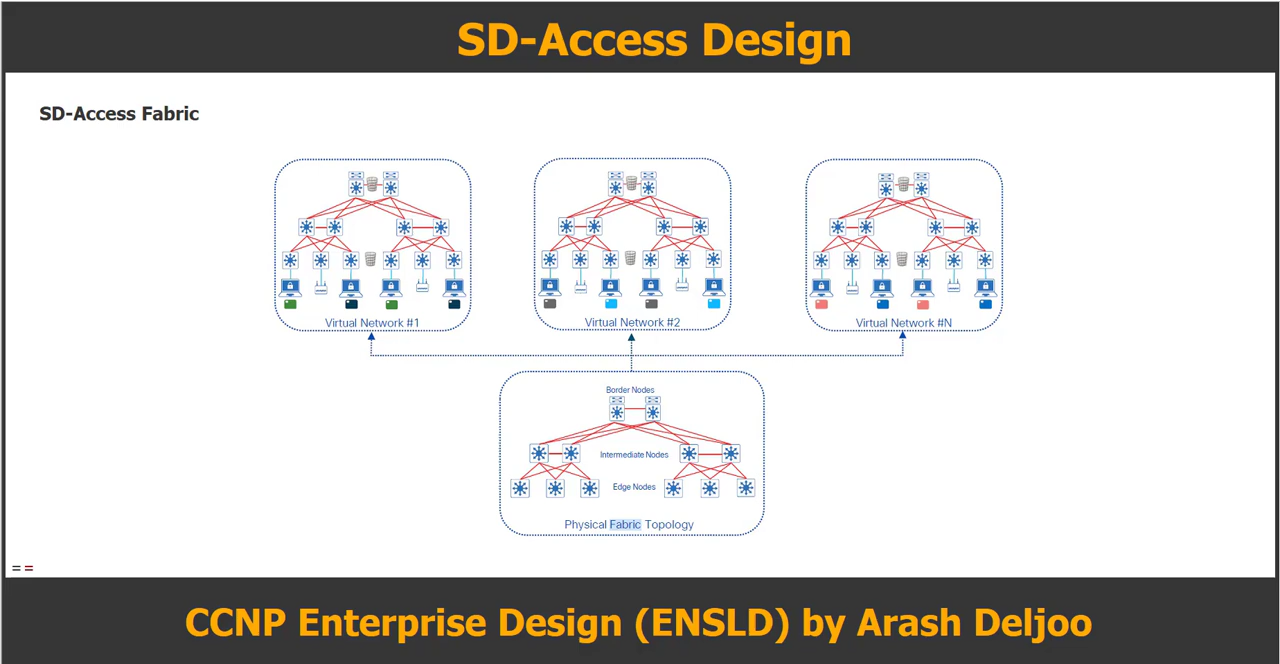 SD-Access Design
SD-Access Fabric
Virtual Network #1
Virtual Network #2
Virtual Network #N
Border Nodes
Intermediate Nodes
Edge Nodes
Physical Fabric Topology
CCNP Enterprise Design (ENSLD) by Arash Deljoo